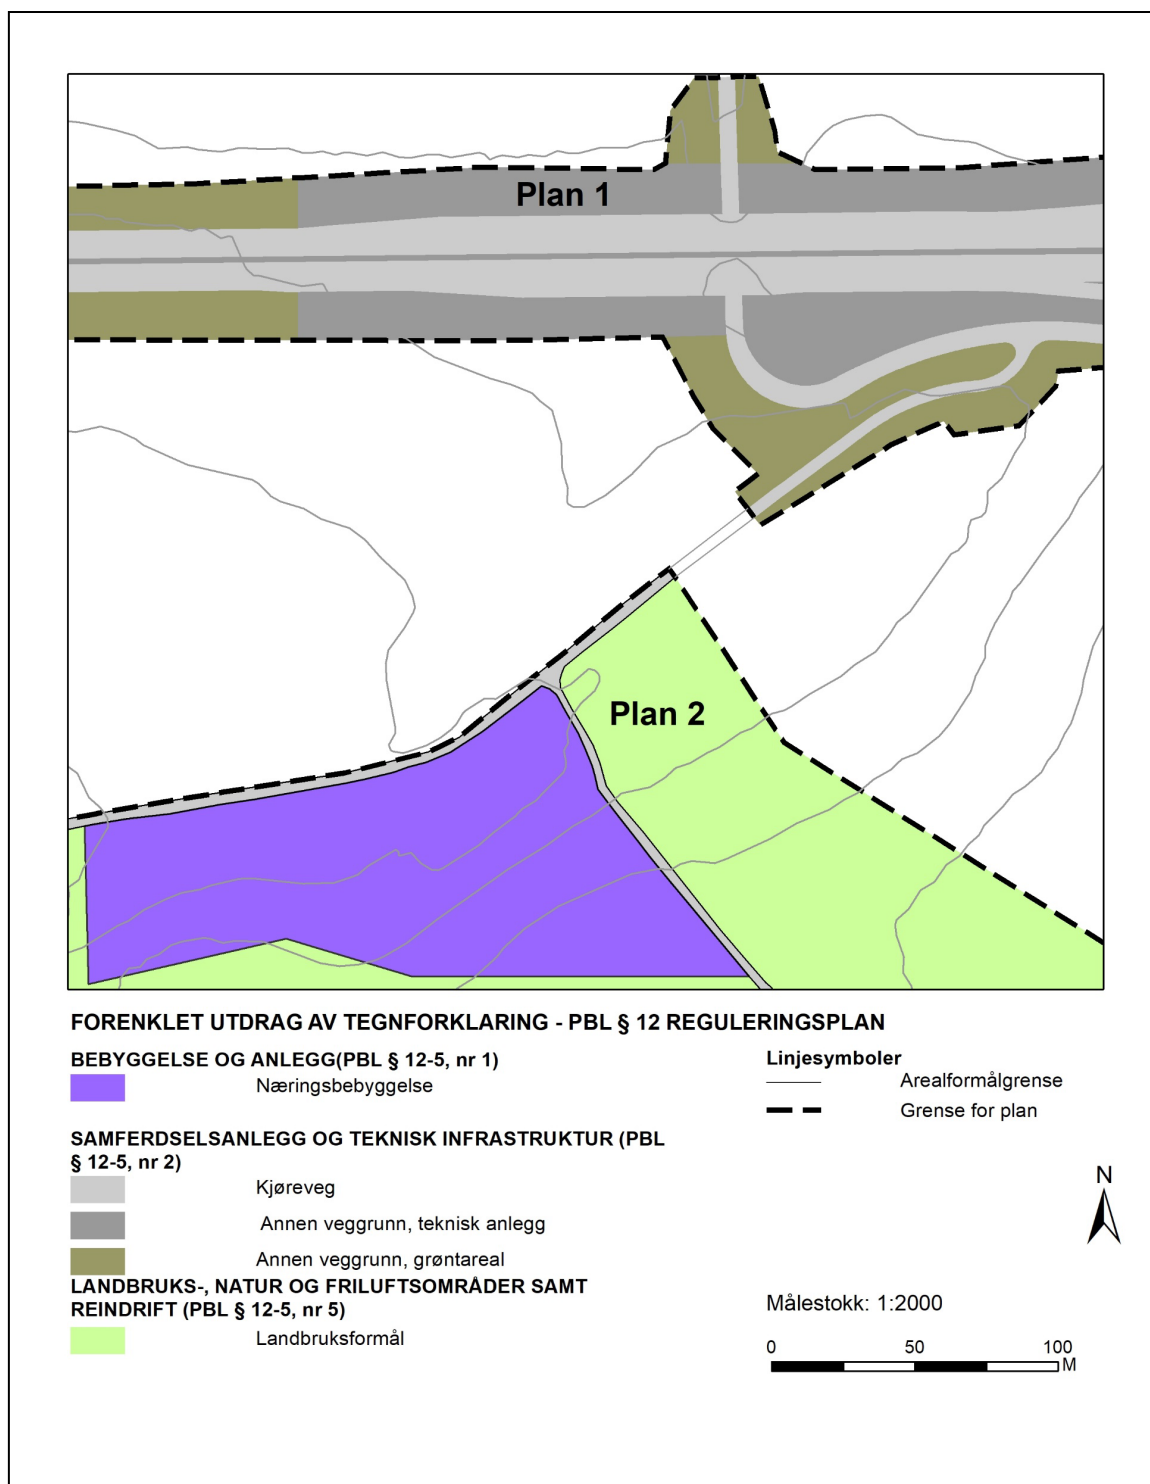 Plan 1
Plan 2
FORENKLET UTDRAG AV TEGNFORKLARING - PBL § 12 REGULERINGSPLAN
BEBYGGELSE OG ANLEGG(PBL § 12-5, nr 1)
Næringsbebyggelse
SAMFERDSELSANLEGG OG TEKNISK INFRASTRUKTUR (PBL
§ 12-5, nr 2)
Kjøreveg
Annen veggrunn, teknisk anlegg
Annen veggrunn, grøntareal
LANDBRUKS-, NATUR OG FRILUFTSOMRÅDER SAMT
REINDRIFT (PBL § 12-5, nr 5)
Landbruksformål
Linjesymboler
Arealformålgrense
Grense for plan
N
Målestokk: 1:2000
0 50 100
M